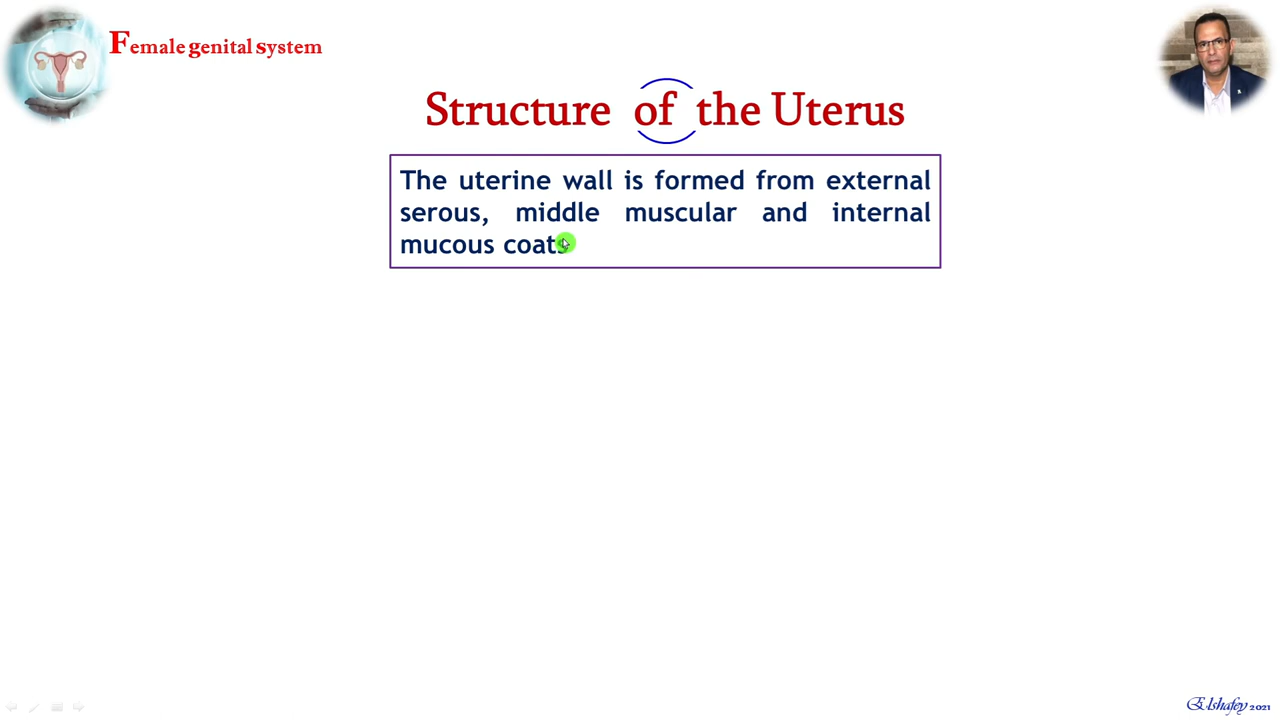 Female genital system
Structure of the Uterus
The uterine wall is formed from external
serous, middle muscular and internal
mucous coats
Elshafey 2021